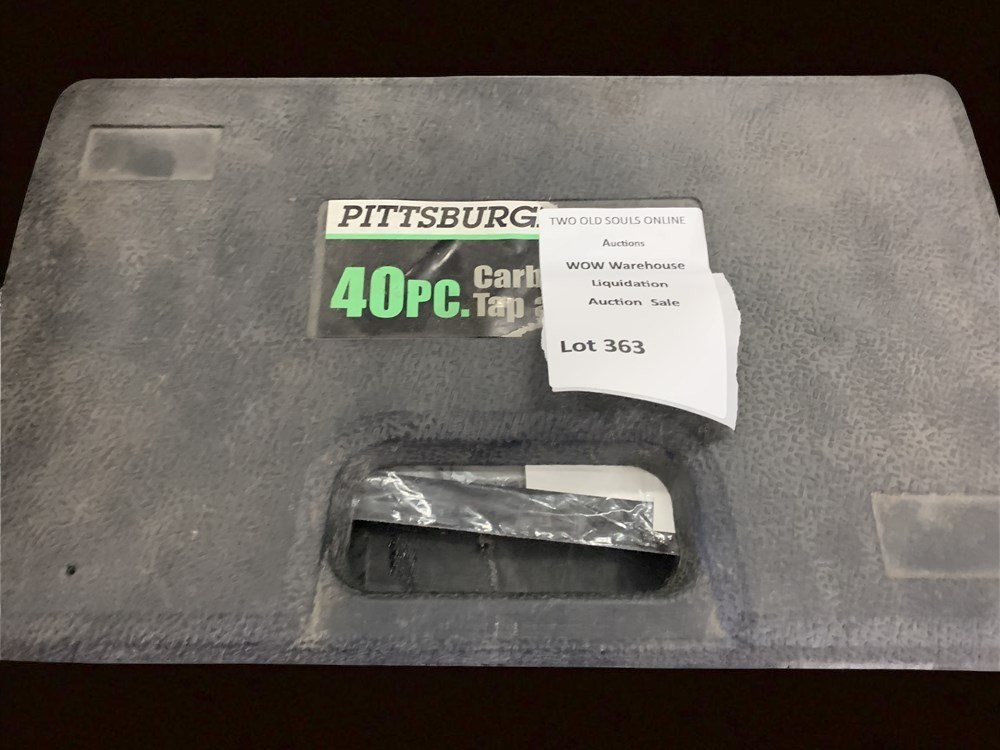 PITTSBURG
40PC. Carb
Tap a
TWO OLD SOULS ONLINE
Auctions
WOW Warehouse
Liquidation
Auction Sale
Lot 363